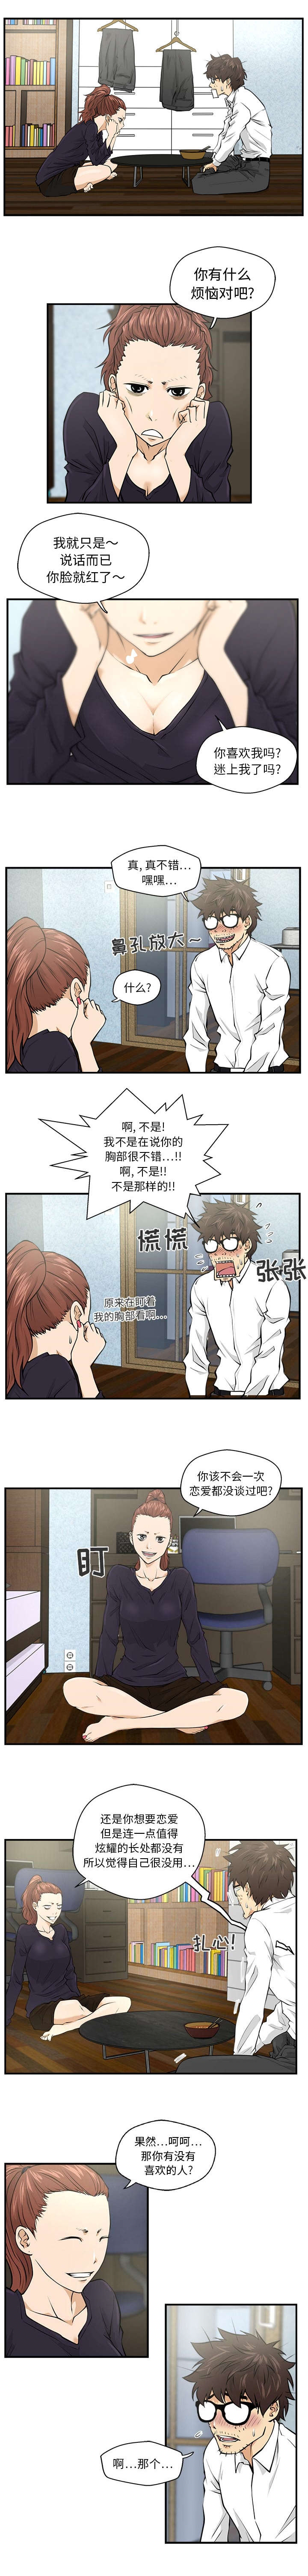 你有什么
烦恼对吧?
我就只是～
说话而已
你脸就红了～
你喜欢我吗?
迷上我了吗?
真, 真不错...
嘿嘿...
鼻孔放大～
什么?
啊, 不是!
我不是在说你的
胸部很不错...!!
啊, 不是!!
不是那样的!!
慌慌
张张
原来在盯着
我的胸部看啊...
你该不会一次
恋爱都没谈过吧?
盯
还是你想要恋爱
但是连一点值得
炫耀的长处都没有
所以觉得自己很没用...
扎心!
果然...呵呵...
那你有没有
喜欢的人?
啊...那个...